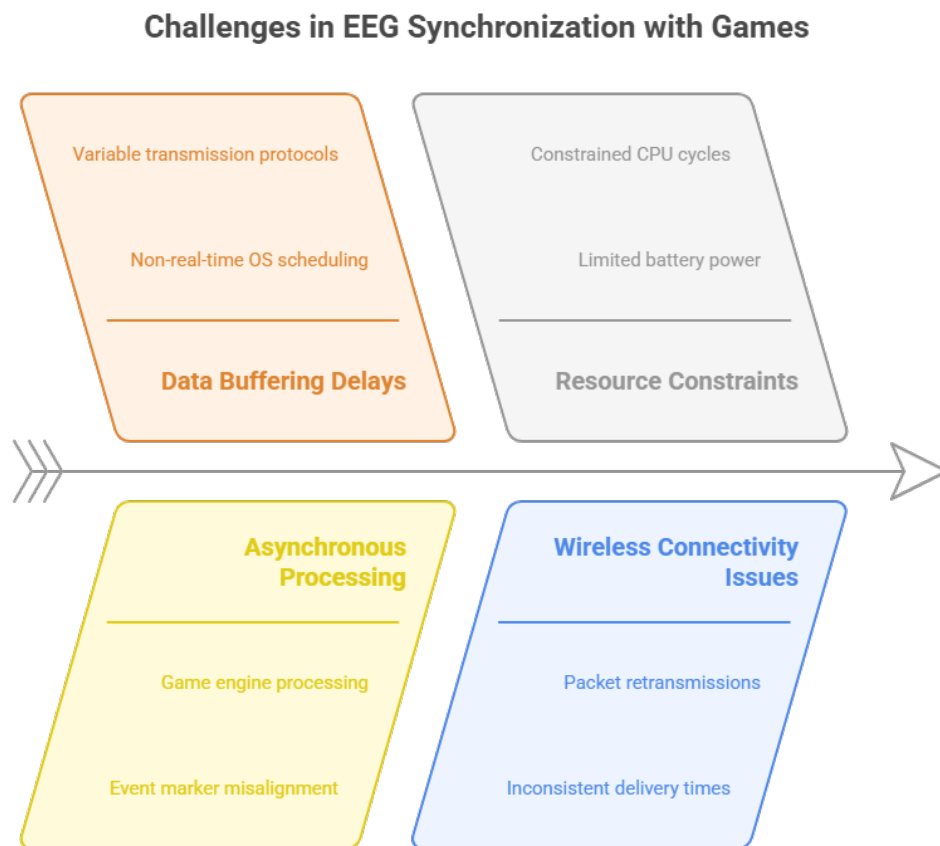 Challenges in EEG Synchronization with Games
Variable transmission protocols
Non-real-time OS scheduling
Data Buffering Delays
Constrained CPU cycles
Limited battery power
Resource Constraints
Asynchronous
Processing
Game engine processing
Event marker misalignment
Wireless Connectivity
Issues
Packet retransmissions
Inconsistent delivery times